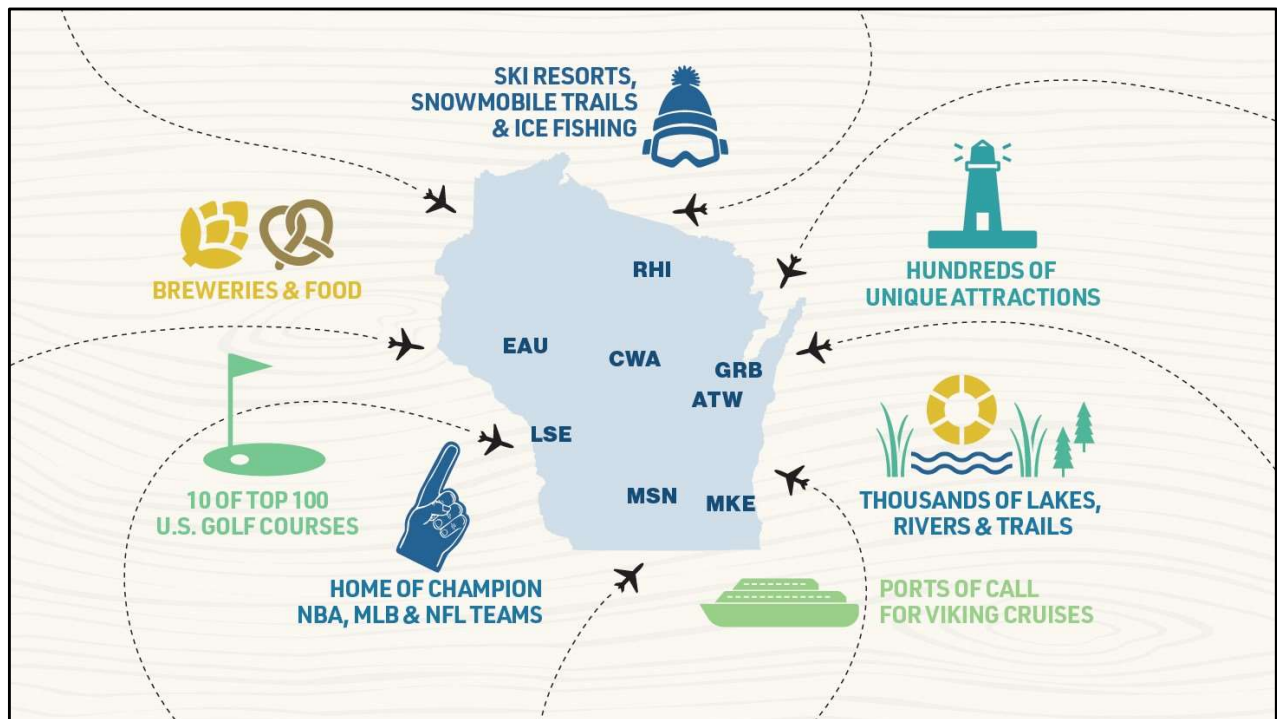 SKI RESORTS,
SNOWMOBILE TRAILS
& ICE FISHING
BREWERIES & FOOD
HUNDREDS OF
UNIQUE ATTRACTIONS
RHI
EAU
CWA
GRB
ATW
LSE
MSN
MKE
10 OF TOP 100
U.S. GOLF COURSES
THOUSANDS OF LAKES,
RIVERS & TRAILS
HOME OF CHAMPION
NBA, MLB & NFL TEAMS
PORTS OF CALL
FOR VIKING CRUISES